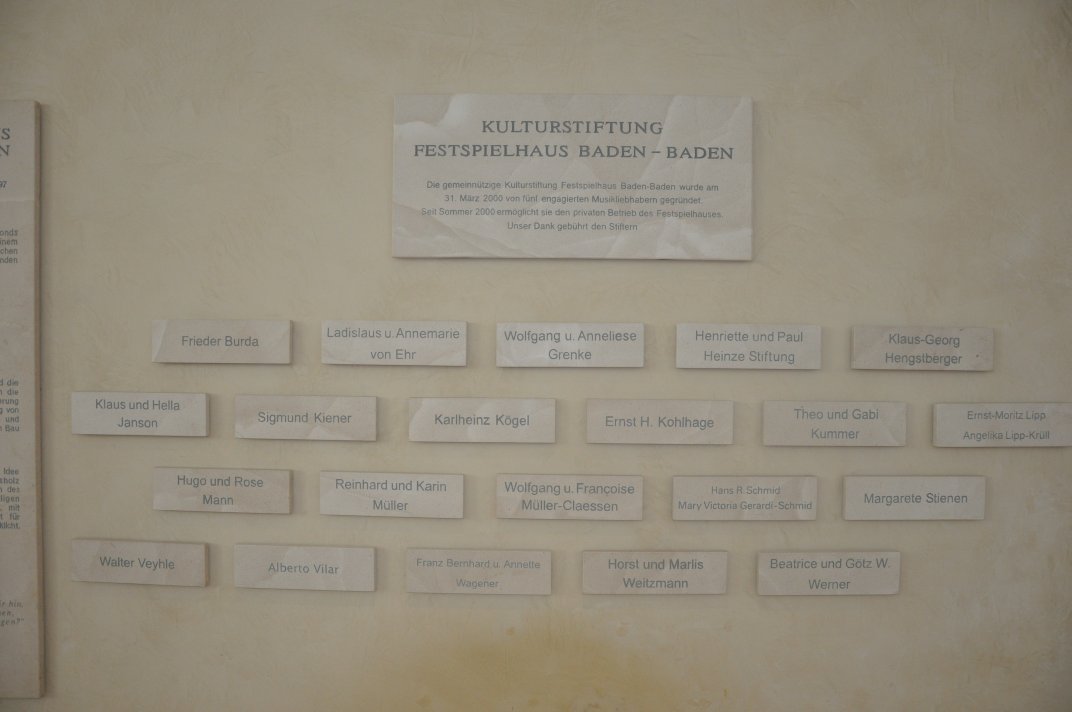 KULTURSTIFTUNG
FESTSPIELHAUS BADEN – BADEN
Die gemeinnützige Kulturstiftung Festspielhaus Baden-Baden wurde am
31. März 2000 von fünf engagierten Musikliebhabern gegründet.
Seit Sommer 2000 ermöglicht sie den privaten Betrieb des Festspielhauses.
Unser Dank gebührt den Stiftern
Frieder Burda
Ladislaus u. Annemarie
von Ehr
Wolfgang u. Anneliese
Grenke
Henriette und Paul
Heinze Stiftung
Klaus-Georg
Hengstberger
Klaus und Hella
Janson
Sigmund Kiener
Karlheinz Kögel
Ernst H. Kohlhage
Theo und Gabi
Kummer
Ernst-Moritz Lipp
Angelika Lipp-Krüll
Hugo und Rose
Mann
Reinhard und Karin
Müller
Wolfgang u. Françoise
Müller-Claessen
Hans R. Schmid
Mary Victoria Gerardi-Schmid
Margarete Stienen
Walter Veyhle
Alberto Vilar
Franz Bernhard u. Annette
Wagener
Horst und Marlis
Weitzmann
Beatrice und Götz W.
Werner